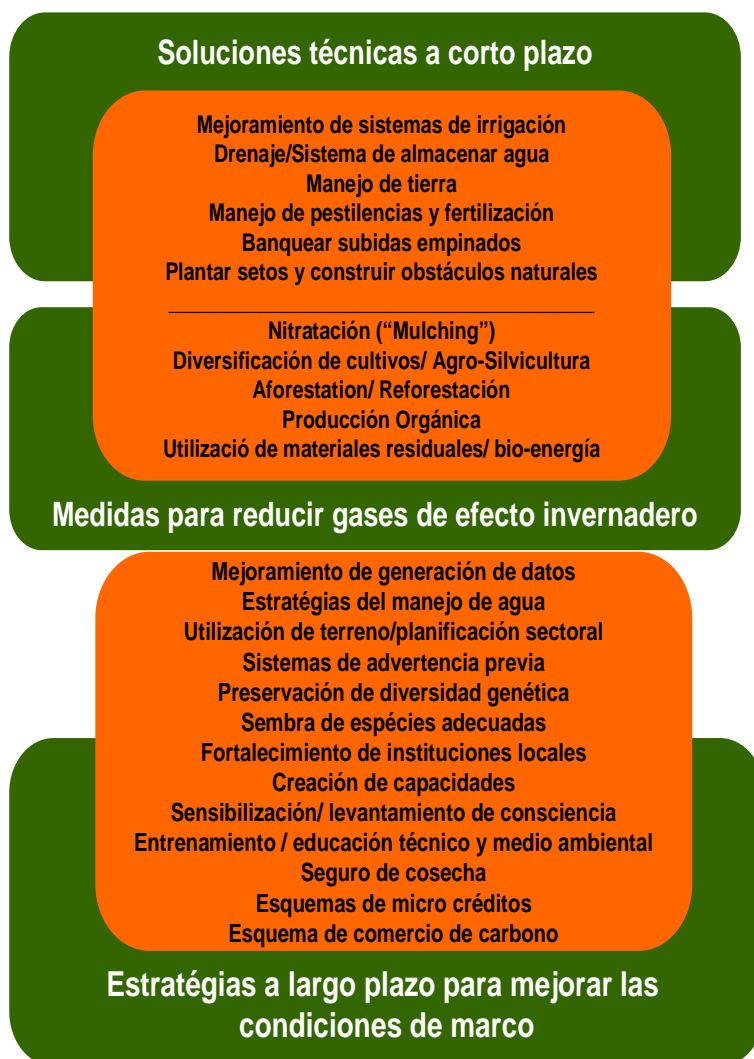 Soluciones técnicas a corto plazo
Mejoramiento de sistemas de irrigación
Drenaje/Sistema de almacenar agua
Manejo de tierra
Manejo de pestilencias y fertilización
Banquear subidas empinados
Plantar setos y construir obstáculos naturales
Nitratación (“Mulching”)
Diversificación de cultivos/ Agro-Silvicultura
Aforestation/ Reforestación
Producción Orgánica
Utilizació de materiales residuales/ bio-energía
Medidas para reducir gases de efecto invernadero
Mejoramiento de generación de datos
Estratégias del manejo de agua
Utilización de terreno/planificación sectoral
Sistemas de advertencia previa
Preservación de diversidad genética
Sembra de espécies adecuadas
Fortalecimiento de instituciones locales
Creación de capacidades
Sensibilización/ levantamiento de consciencia
Entrenamiento / educación técnico y medio ambiental
Seguro de cosecha
Esquemas de micro créditos
Esquema de comercio de carbono
Estratégias a largo plazo para mejorar las
condiciones de marco